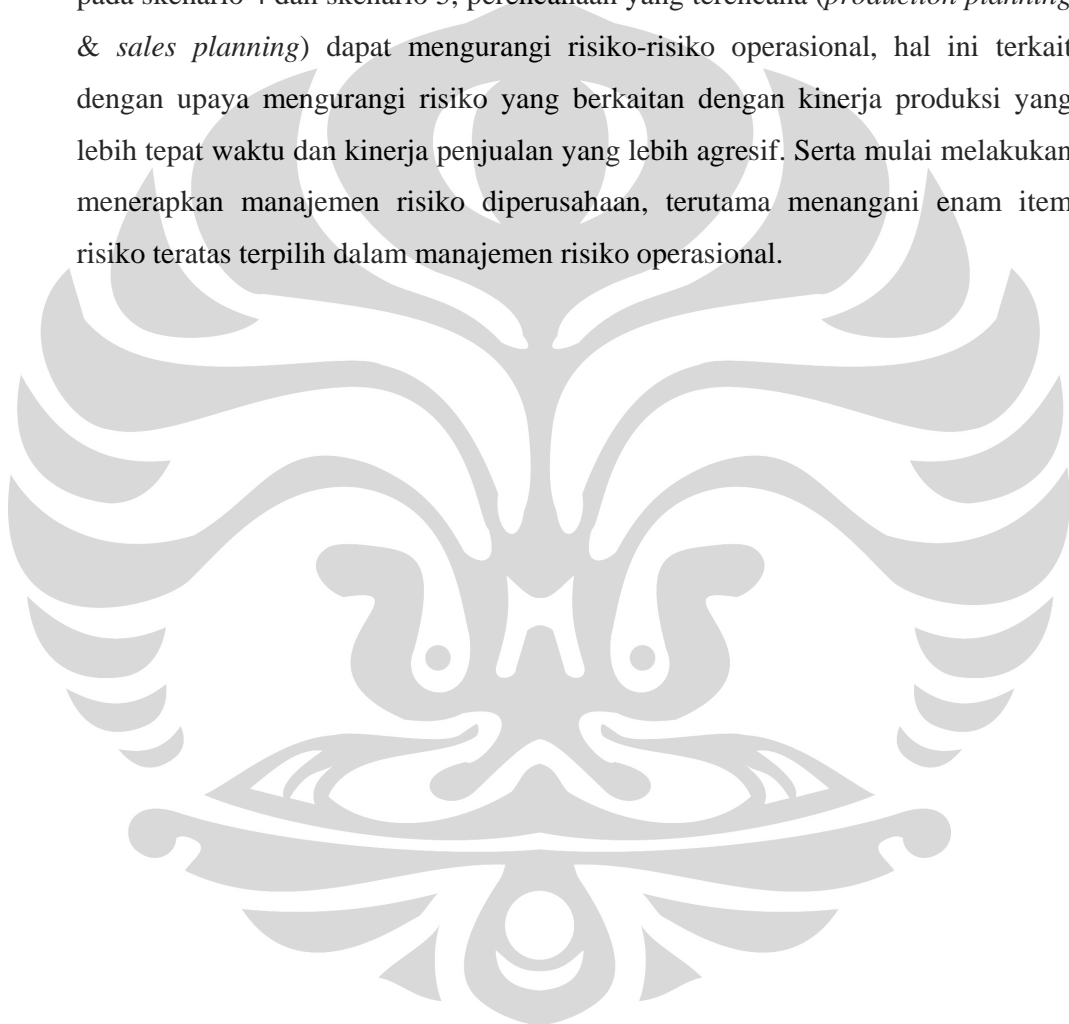 pada skenario 4 dan skenario 3, perencanaan yang terencana (production planning
& sales planning) dapat mengurangi risiko-risiko operasional, hal ini terkait
dengan upaya mengurangi risiko yang berkaitan dengan kinerja produksi yang
lebih tepat waktu dan kinerja penjualan yang lebih agresif. Serta mulai melakukan
menerapkan manajemen risiko diperusahaan, terutama menangani enam item
risiko teratas terpilih dalam manajemen risiko operasional.